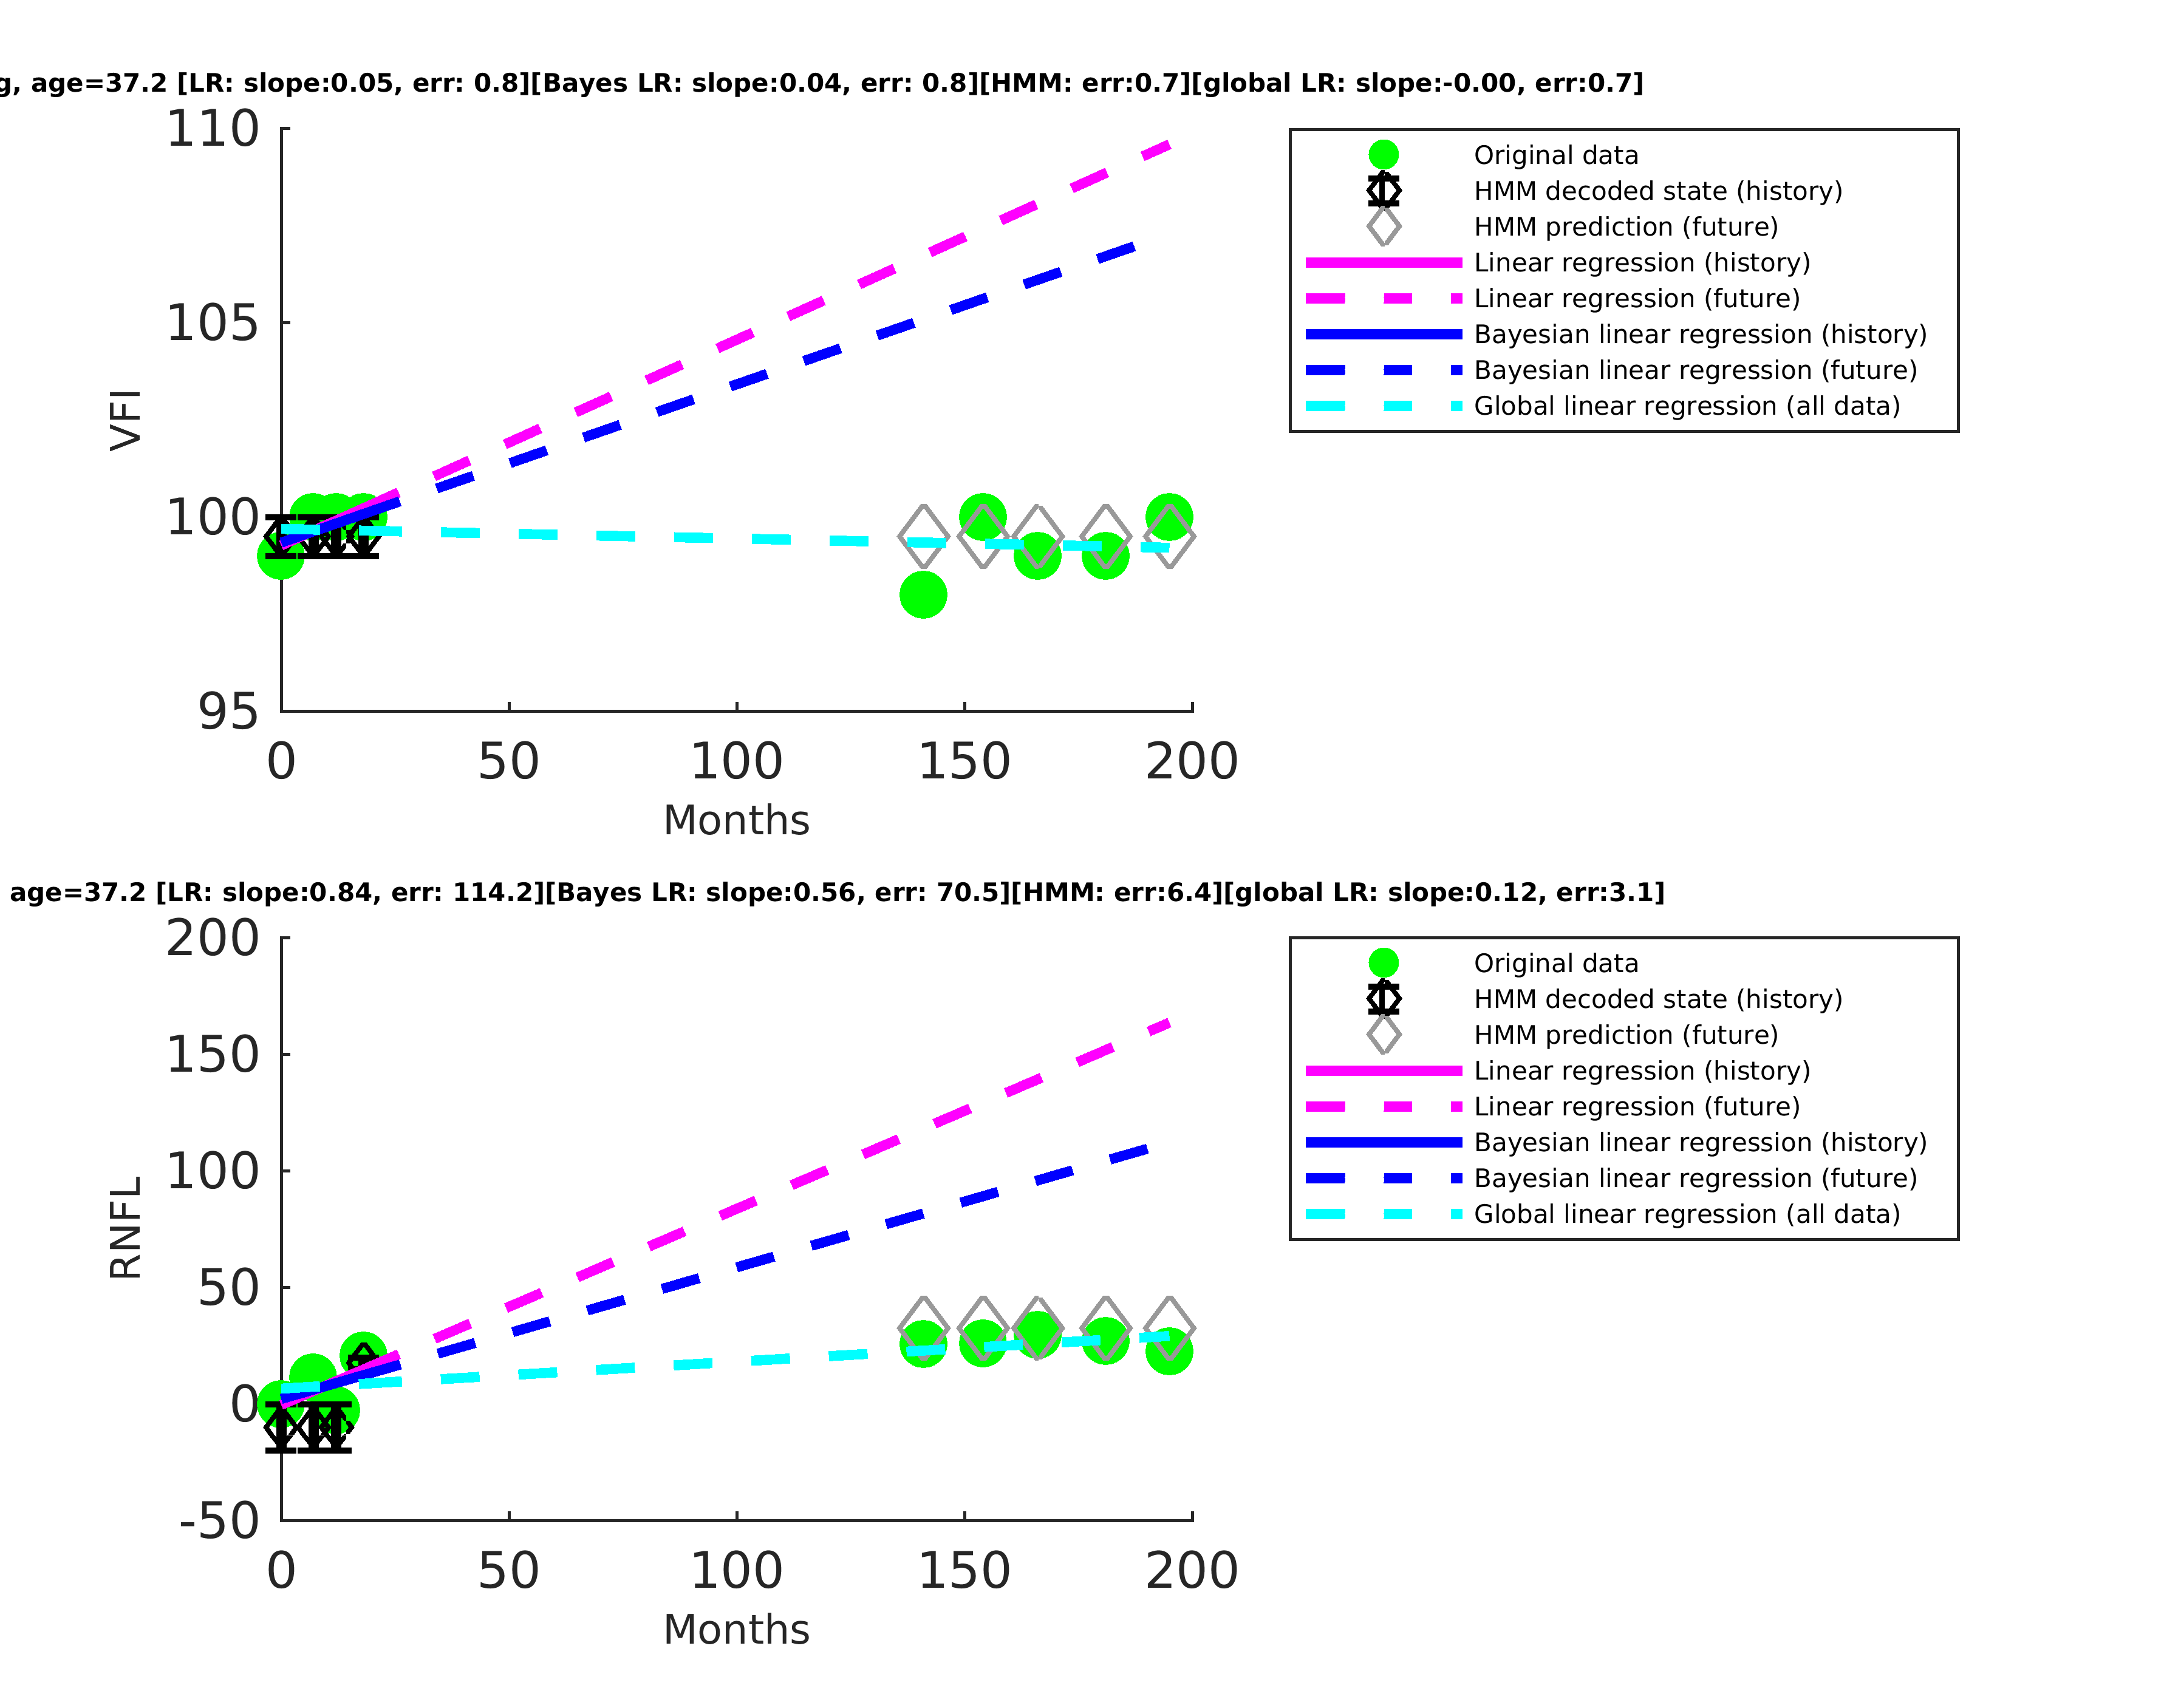 g, age=37.2 [LR: slope:0.05, err: 0.8][Bayes LR: slope:0.04, err: 0.8][HMM: err:0.7][global LR: slope:-0.00, err:0.7]
110
105
100
95
VFI
0 50 100 150 200
Months
Original data
HMM decoded state (history)
HMM prediction (future)
Linear regression (history)
Linear regression (future)
Bayesian linear regression (history)
Bayesian linear regression (future)
Global linear regression (all data)
age=37.2 [LR: slope:0.84, err: 114.2][Bayes LR: slope:0.56, err: 70.5][HMM: err:6.4][global LR: slope:0.12, err:3.1]
200
150
100
50
0
-50
RNFL
0 50 100 150 200
Months
Original data
HMM decoded state (history)
HMM prediction (future)
Linear regression (history)
Linear regression (future)
Bayesian linear regression (history)
Bayesian linear regression (future)
Global linear regression (all data)